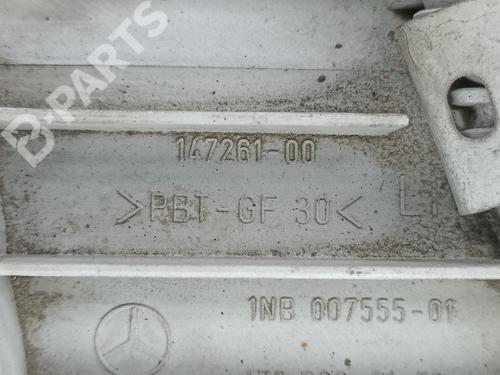 B-PARTS
147261-00
>PBT-GF 30< L
1NB 007555-01